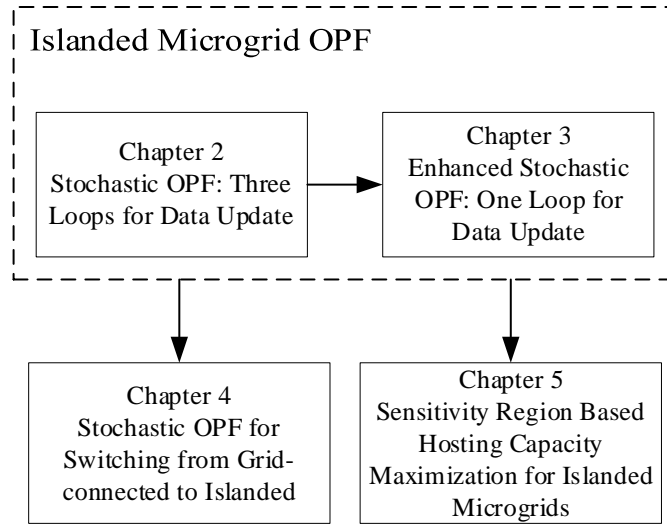 Islanded Microgrid OPF
Chapter 2
Stochastic OPF: Three
Loops for Data Update
Chapter 3
Enhanced Stochastic
OPF: One Loop for
Data Update
Chapter 4
Stochastic OPF for
Switching from Grid-
connected to Islanded
Chapter 5
Sensitivity Region Based
Hosting Capacity
Maximization for Islanded
Microgrids